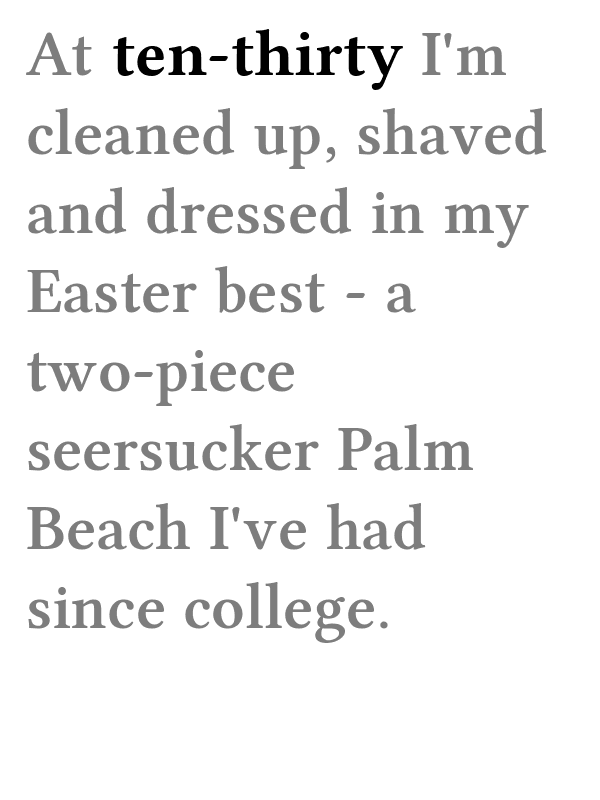 At ten-thirty I'm
cleaned up, shaved
and dressed in my
Easter best - a
two-piece
seersucker Palm
Beach I've had
since college.